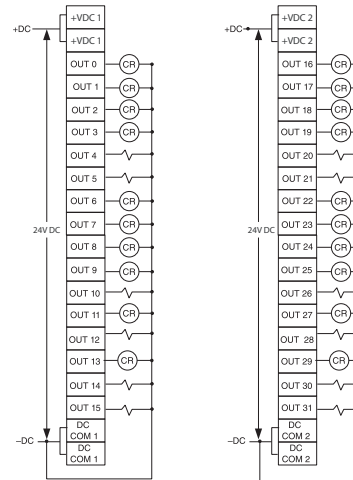 +VDC 1
+DC
+VDC 1
OUT 0 CR
OUT 1 CR
OUT 2 CR
OUT 3 CR
OUT 4
OUT 5
OUT 6 CR
OUT 7 CR
24V DC
OUT 8 CR
OUT 9 CR
OUT 10
OUT 11 CR
OUT 12
OUT 13 CR
OUT 14
OUT 15
DC
COM 1
-DC
DC
COM 1
+VDC 2
+DC
+VDC 2
OUT 16 CR
OUT 17 CR
OUT 18 CR
OUT 19 CR
OUT 20
OUT 21
OUT 22 CR
OUT 23 CR
24V DC
OUT 24 CR
OUT 25 CR
OUT 26
OUT 27 CR
OUT 28
OUT 29 CR
OUT 30
OUT 31
DC
COM 2
-DC
DC
COM 2